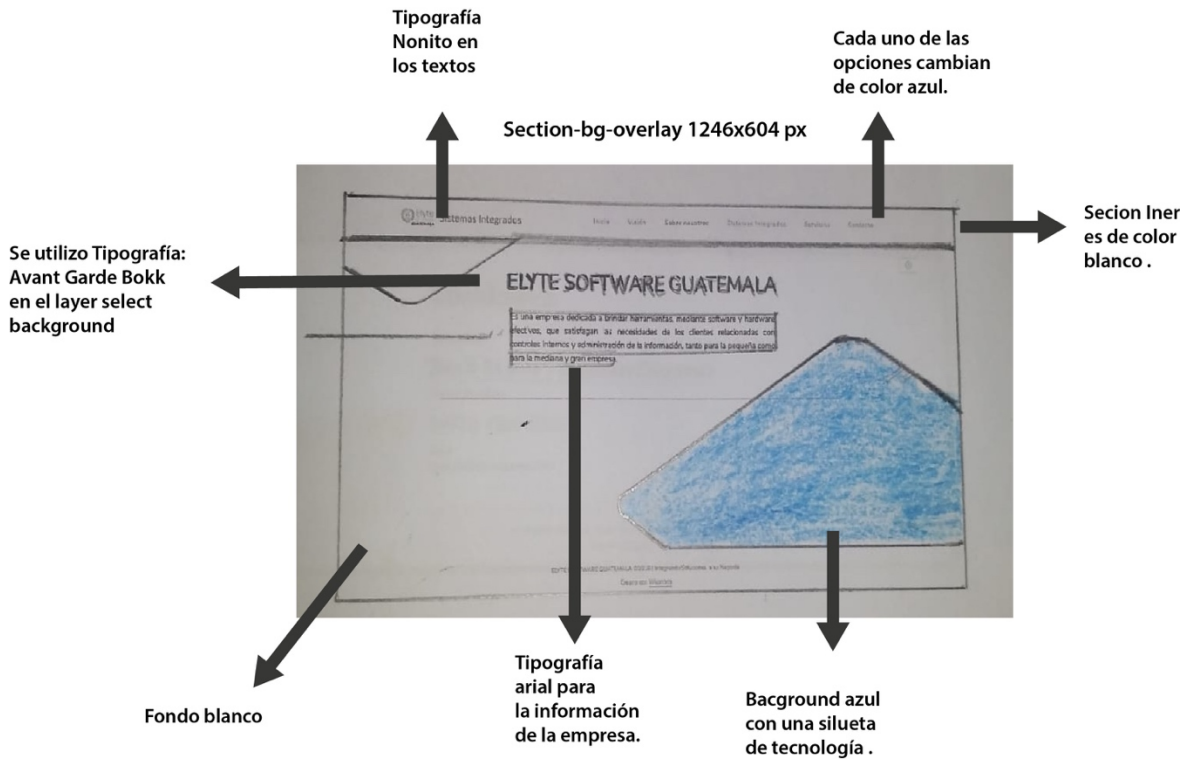 Tipografía
Nonito en
los textos
Cada uno de las
opciones cambian
de color azul.
Section-bg-overlay 1246x604 px
Secion Iner
es de color
blanco .
Se utilizo Tipografía:
Avant Garde Bokk
en el layer select
background
Elyte
Sistemas Integrados
Inicio Visión Sobre nosotros Servicios
ELYTE SOFTWARE GUATEMALA
Es una empresa dedicada a brindar herramientas, mediante software y hardware
efectivos, que satisfagan las necesidades de los clientes relacionadas con
controles internos y administración de la información, tanto para la pequeña como
para la mediana y gran empresa.
ELYTE SOFTWARE GUATEMALA
Tipografía
arial para
la información
de la empresa.
Bacground azul
con una silueta
de tecnología .
Fondo blanco